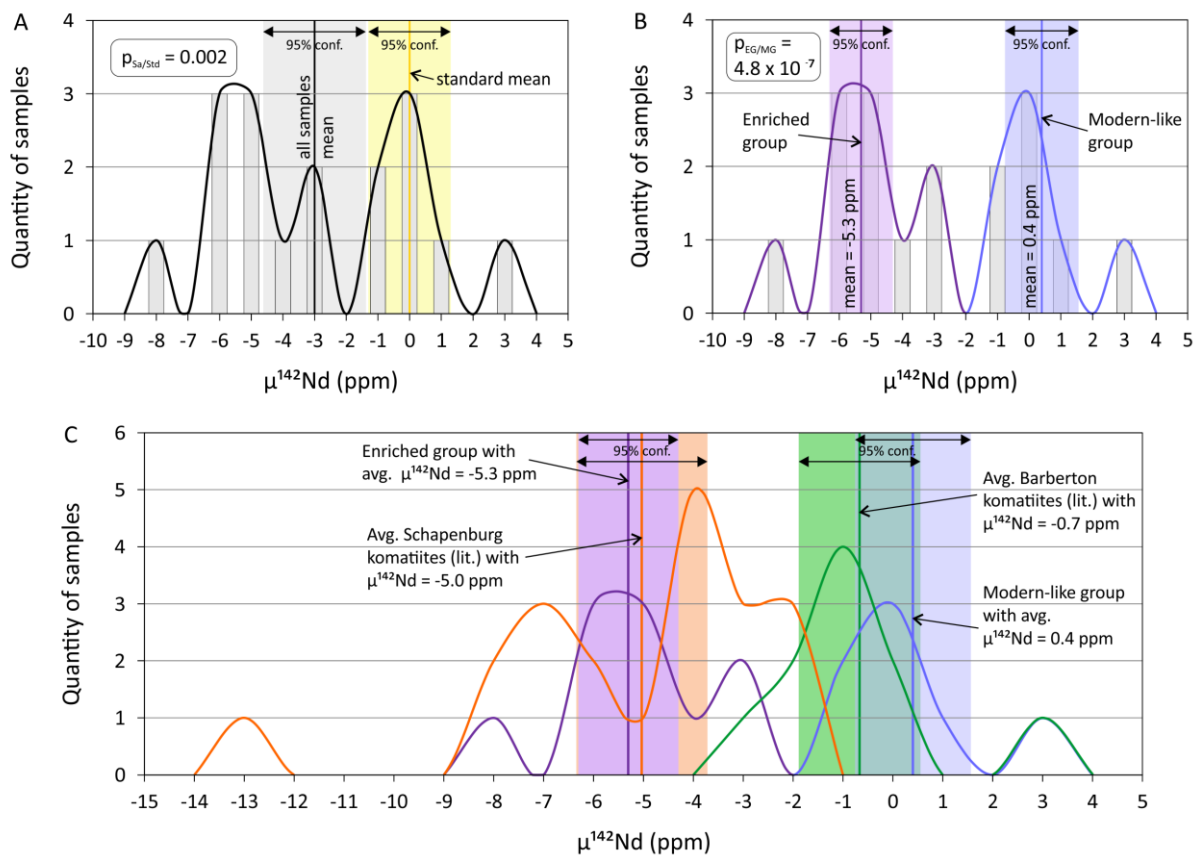 A
4
3
2
1
0
Quantity of samples
p Sa/Std = 0.002
95% conf.
95% conf.
standard mean
all samples
mean
-10 -9 -8 -7 -6 -5 -4 -3 -2 -1 0 1 2 3 4 5
μ¹⁴²Nd (ppm)
B
4
3
2
1
0
Quantity of samples
p EG/MG =
4.8 x 10⁻⁷
95% conf.
95% conf.
Enriched
group
Modern-like
group
mean = -5.3 ppm
mean = 0.4 ppm
-10 -9 -8 -7 -6 -5 -4 -3 -2 -1 0 1 2 3 4 5
μ¹⁴²Nd (ppm)
C
6
5
4
3
2
1
0
Quantity of samples
95% conf.
95% conf.
Enriched group with
avg. μ¹⁴²Nd = -5.3 ppm
Avg. Schapenburg
komatiites (lit.) with
μ¹⁴²Nd = -5.0 ppm
Avg. Barberton
komatiites (lit.) with
μ¹⁴²Nd = -0.7 ppm
Modern-like group
with avg.
μ¹⁴²Nd = 0.4 ppm
-15 -14 -13 -12 -11 -10 -9 -8 -7 -6 -5 -4 -3 -2 -1 0 1 2 3 4 5
μ¹⁴²Nd (ppm)